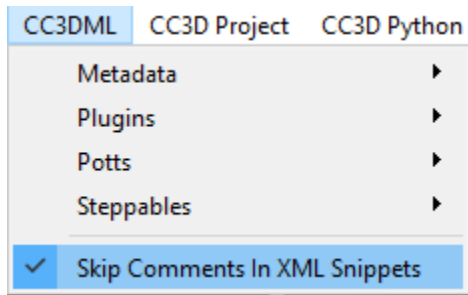 CC3DML CC3D Project CC3D Python
Metadata
Plugins
Potts
Steppables
Skip Comments In XML Snippets